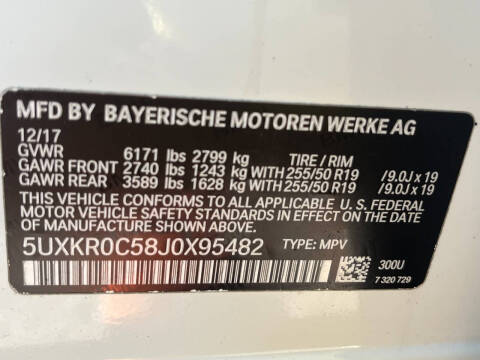 MFD BY BAYERISCHE MOTOREN WERKE AG
12/17
GVWR 6171 lbs 2799 kg TIRE / RIM
GAWR FRONT 2740 lbs 1243 kg WITH 255/50 R19 /9.0J x 19
GAWR REAR 3589 lbs 1628 kg WITH 255/50 R19 /9.0J x 19
THIS VEHICLE CONFORMS TO ALL APPLICABLE U. S. FEDERAL
MOTOR VEHICLE SAFETY STANDARDS IN EFFECT ON THE DATE OF
MANUFACTURE SHOWN ABOVE.
5UXKR0C58J0X95482 TYPE: MPV
300U
7 320 729